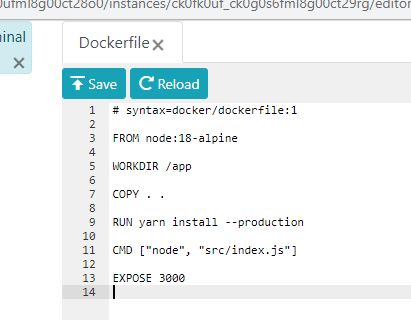 0ufml8g00ct28o0/instances/ck0fk0uf_ck0g0s6fml8g00ct29rg/editor
ninal
×
Dockerfile ×
Save
Reload
1 # syntax=docker/dockerfile:1
2
3 FROM node:18-alpine
4
5 WORKDIR /app
6
7 COPY . .
8
9 RUN yarn install --production
10
11 CMD ["node", "src/index.js"]
12
13 EXPOSE 3000
14